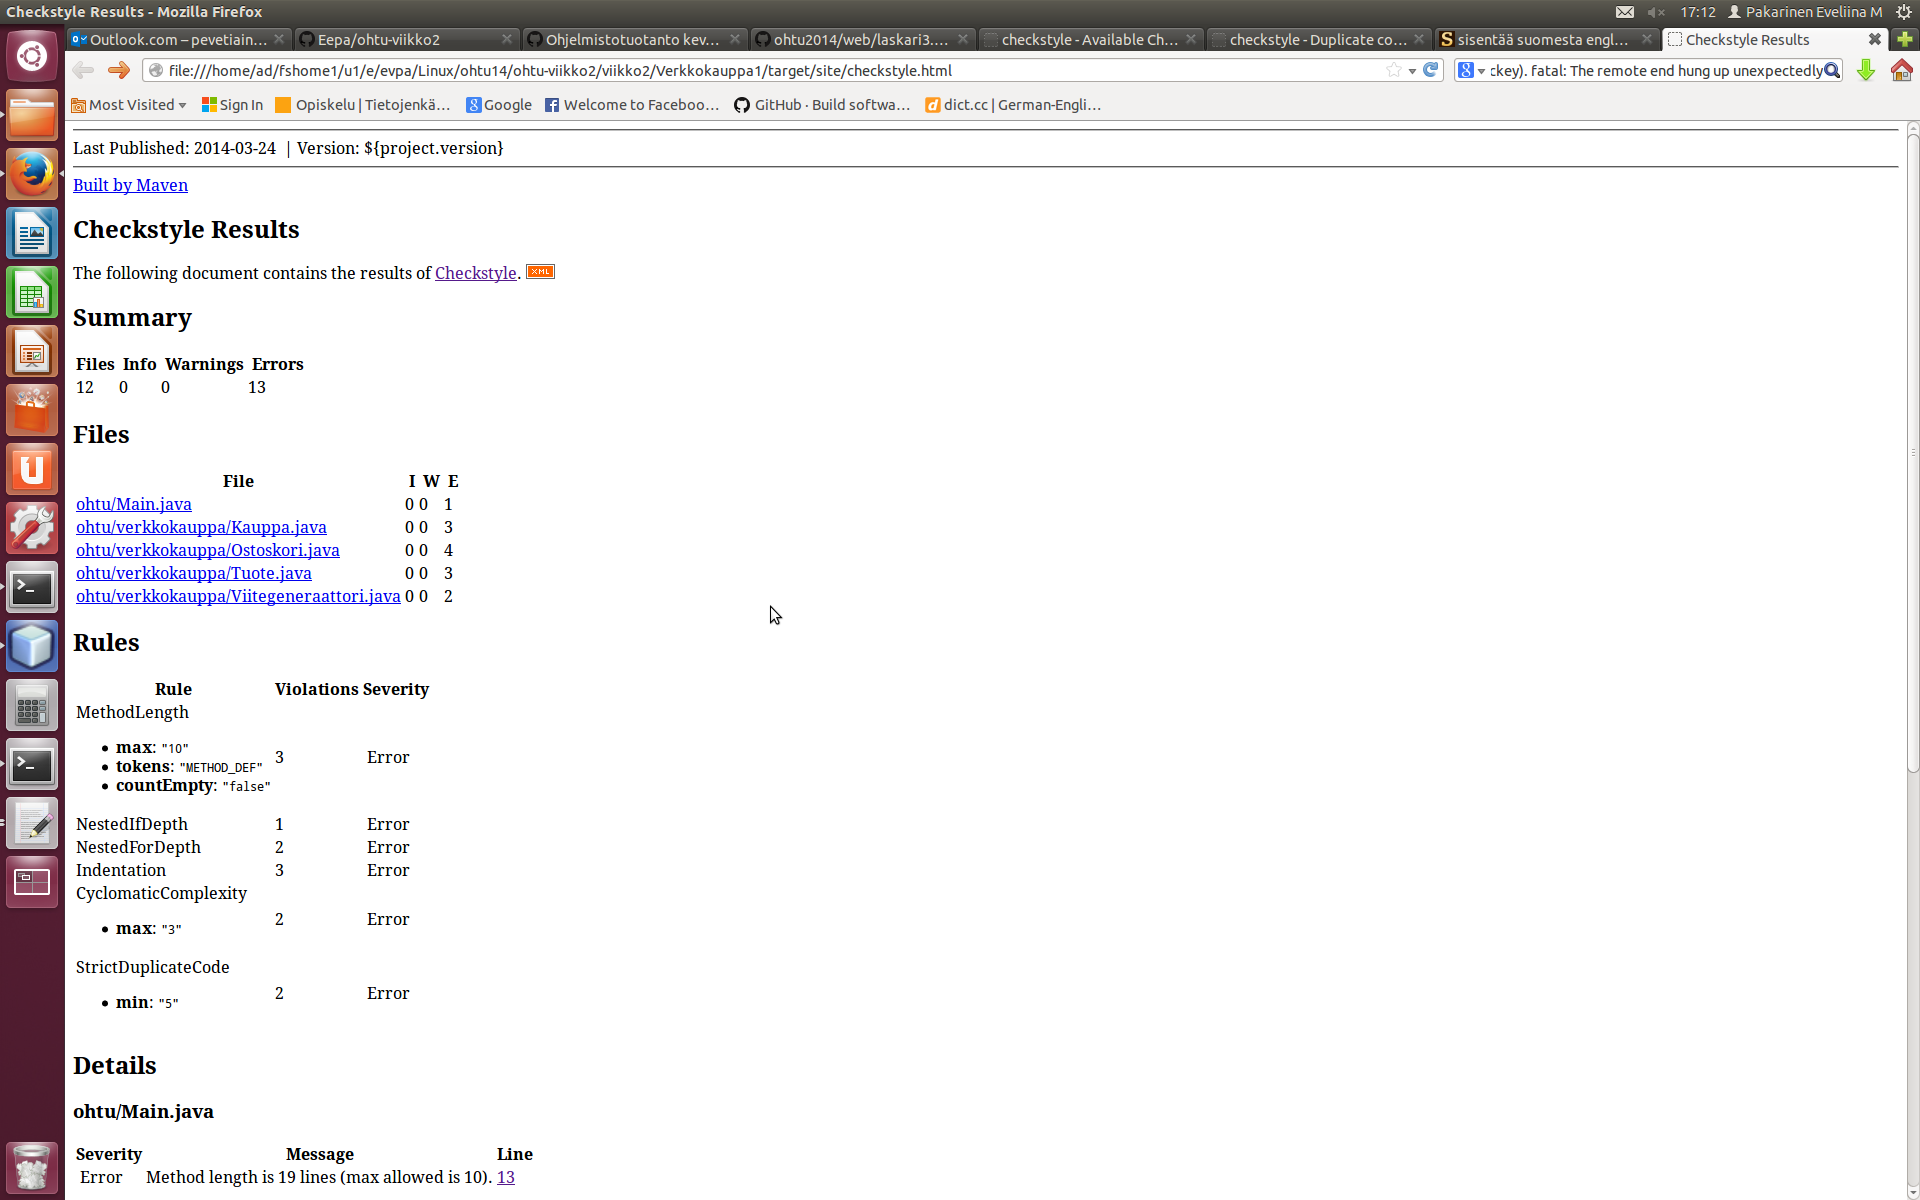 Checkstyle Results - Mozilla Firefox
17:12 Pakarinen Eveliina M
Outlook.com – pevetiain...
Eepa/ohtu-viikko2
Ohjelmistotuotanto kev...
ohtu2014/web/laskari3....
checkstyle - Available Ch...
checkstyle - Duplicate co...
sisentää suomesta engl...
Checkstyle Results
file:///home/ad/fshome1/u1/e/evpa/Linux/ohtu14/ohtu-viikko2/viikko2/Verkkokauppa1/target/site/checkstyle.html
ckey). fatal: The remote end hung up unexpectedly
Most Visited
Sign In
Opiskelu | Tietojenkä...
Google
Welcome to Faceboo...
GitHub · Build softwa...
dict.cc | German-Engli...
Last Published: 2014-03-24 | Version: ${project.version}
Built by Maven
Checkstyle Results
The following document contains the results of Checkstyle. XML
Summary
Files Info Warnings Errors
12 0 0 13
Files
File I W E
ohtu/Main.java 0 0 1
ohtu/verkkokauppa/Kauppa.java 0 0 3
ohtu/verkkokauppa/Ostoskori.java 0 0 4
ohtu/verkkokauppa/Tuote.java 0 0 3
ohtu/verkkokauppa/Viitegeneraattori.java 0 0 2
Rules
Rule Violations Severity
MethodLength
• max: "10"
• tokens: "METHOD_DEF"
• countEmpty: "false"
3 Error
NestedIfDepth 1 Error
NestedForDepth 2 Error
Indentation 3 Error
CyclomaticComplexity
• max: "3"
2 Error
StrictDuplicateCode
• min: "5"
2 Error
Details
ohtu/Main.java
Severity Message Line
Error Method length is 19 lines (max allowed is 10). 13